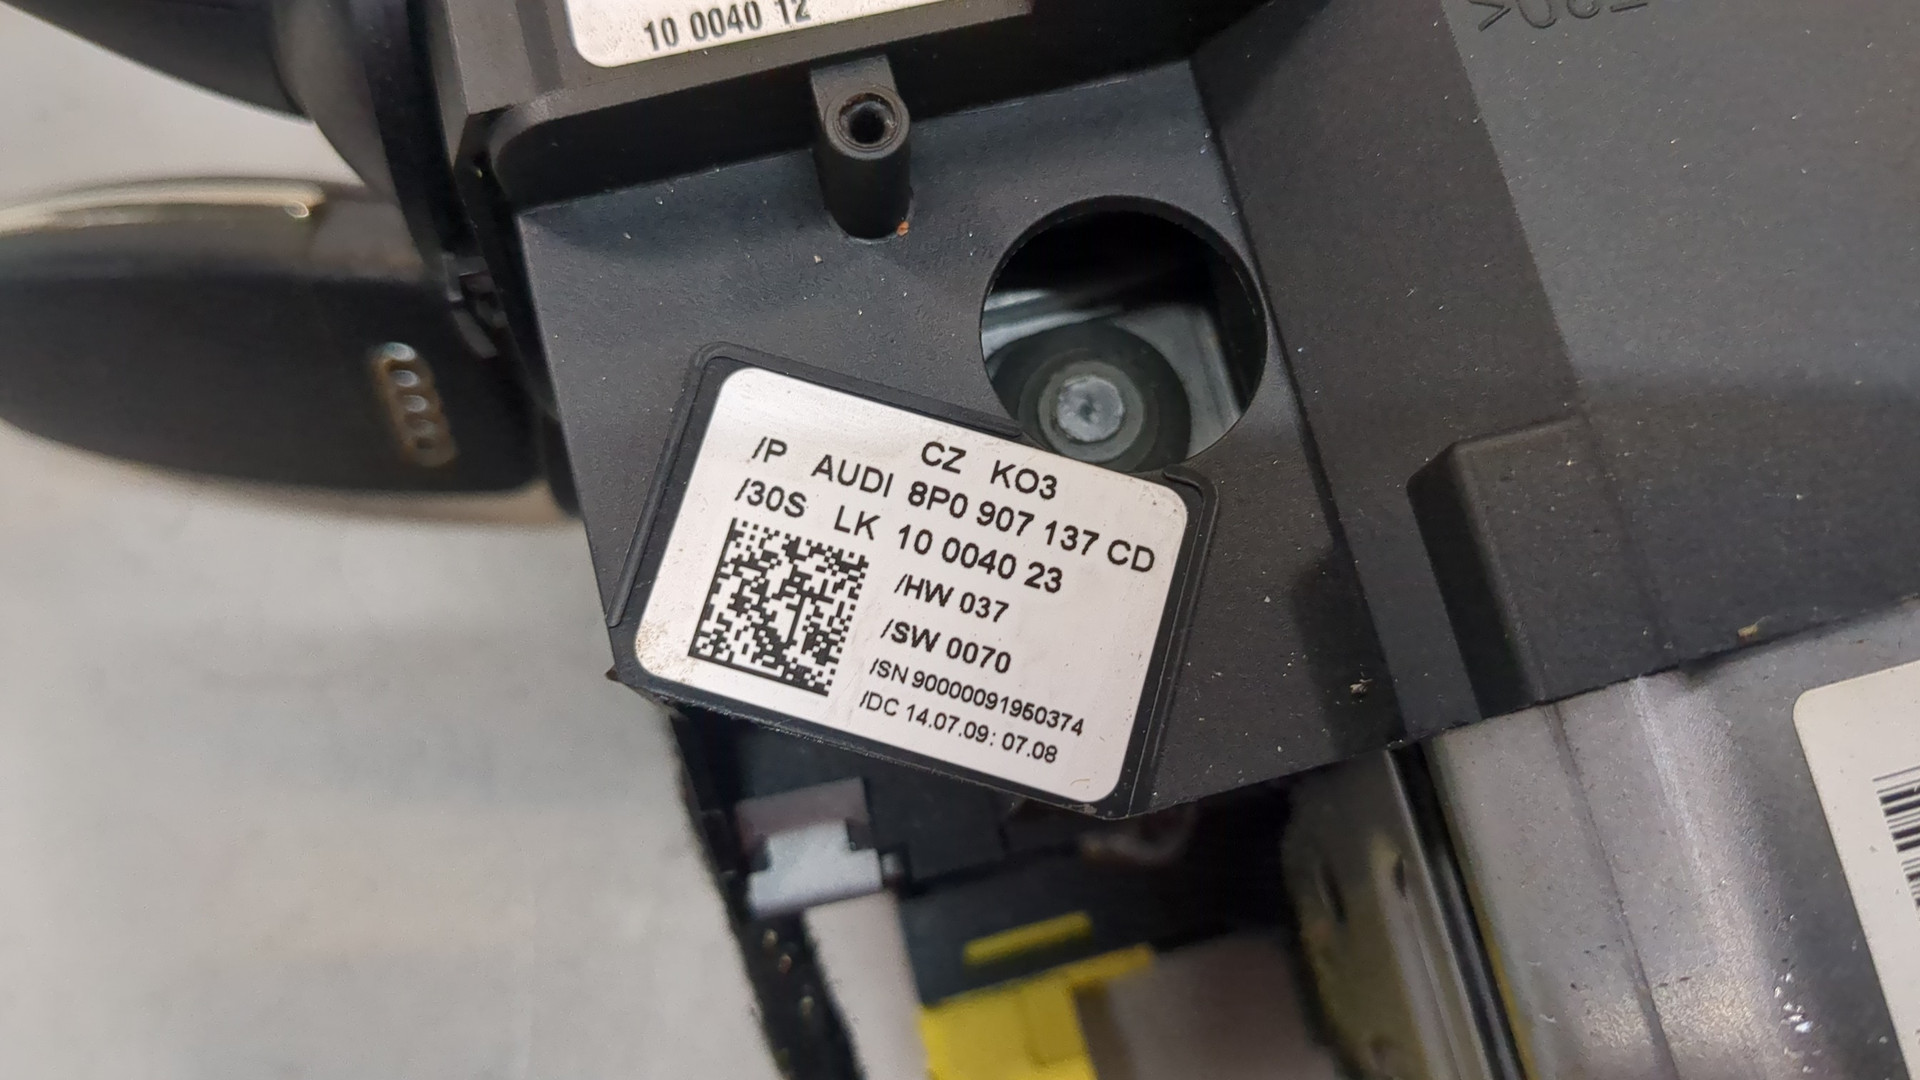 10 0040 12
CZ KO3
/P AUDI 8P0 907 137 CD
/30S LK 10 0040 23
/HW 037
/SW 0070
/SN 90000091950374
/DC 14.07.09: 07.08